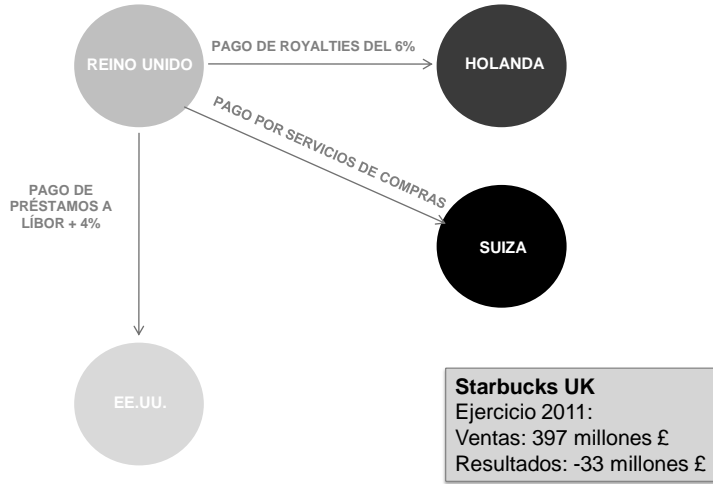 REINO UNIDO
PAGO DE ROYALTIES DEL 6%
HOLANDA
PAGO POR SERVICIOS DE COMPRAS
PAGO DE
PRÉSTAMOS A
LÍBOR + 4%
SUIZA
EE.UU.
Starbucks UK
Ejercicio 2011:
Ventas: 397 millones £
Resultados: -33 millones £